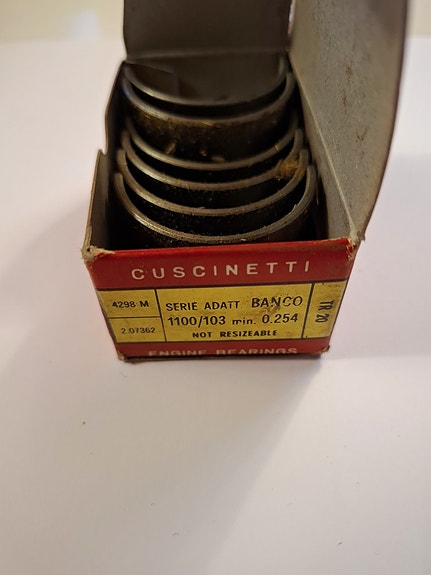 CUSCINETTI
4298 M
2.07362
SERIE ADATT BANCO
1100/103 min. 0.254
NOT RESIZEABLE
TR 20
ENGINE BEARINGS